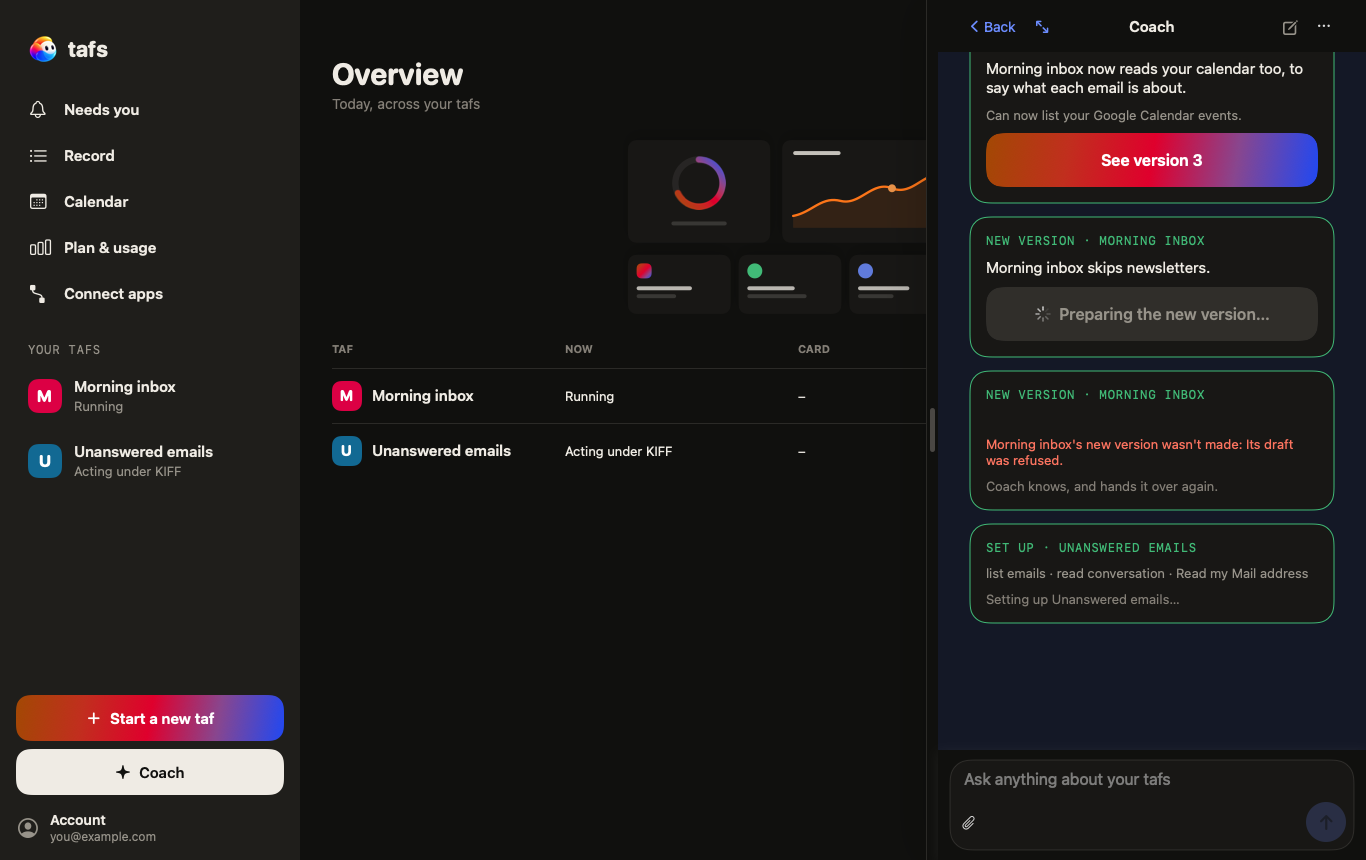 tafs
Needs you
Record
Calendar
Plan & usage
Connect apps
YOUR TAFS
M
Morning inbox
Running
U
Unanswered emails
Acting under KIFF
+ Start a new taf
Coach
Account
you@example.com
Overview
Today, across your tafs
TAF NOW CARD
M Morning inbox Running –
U Unanswered emails Acting under KIFF –
Back
Coach
Morning inbox now reads your calendar too, to
say what each email is about.
Can now list your Google Calendar events.
See version 3
NEW VERSION · MORNING INBOX
Morning inbox skips newsletters.
Preparing the new version...
NEW VERSION · MORNING INBOX
Morning inbox's new version wasn't made: Its draft
was refused.
Coach knows, and hands it over again.
SET UP · UNANSWERED EMAILS
list emails · read conversation · Read my Mail address
Setting up Unanswered emails...
Ask anything about your tafs